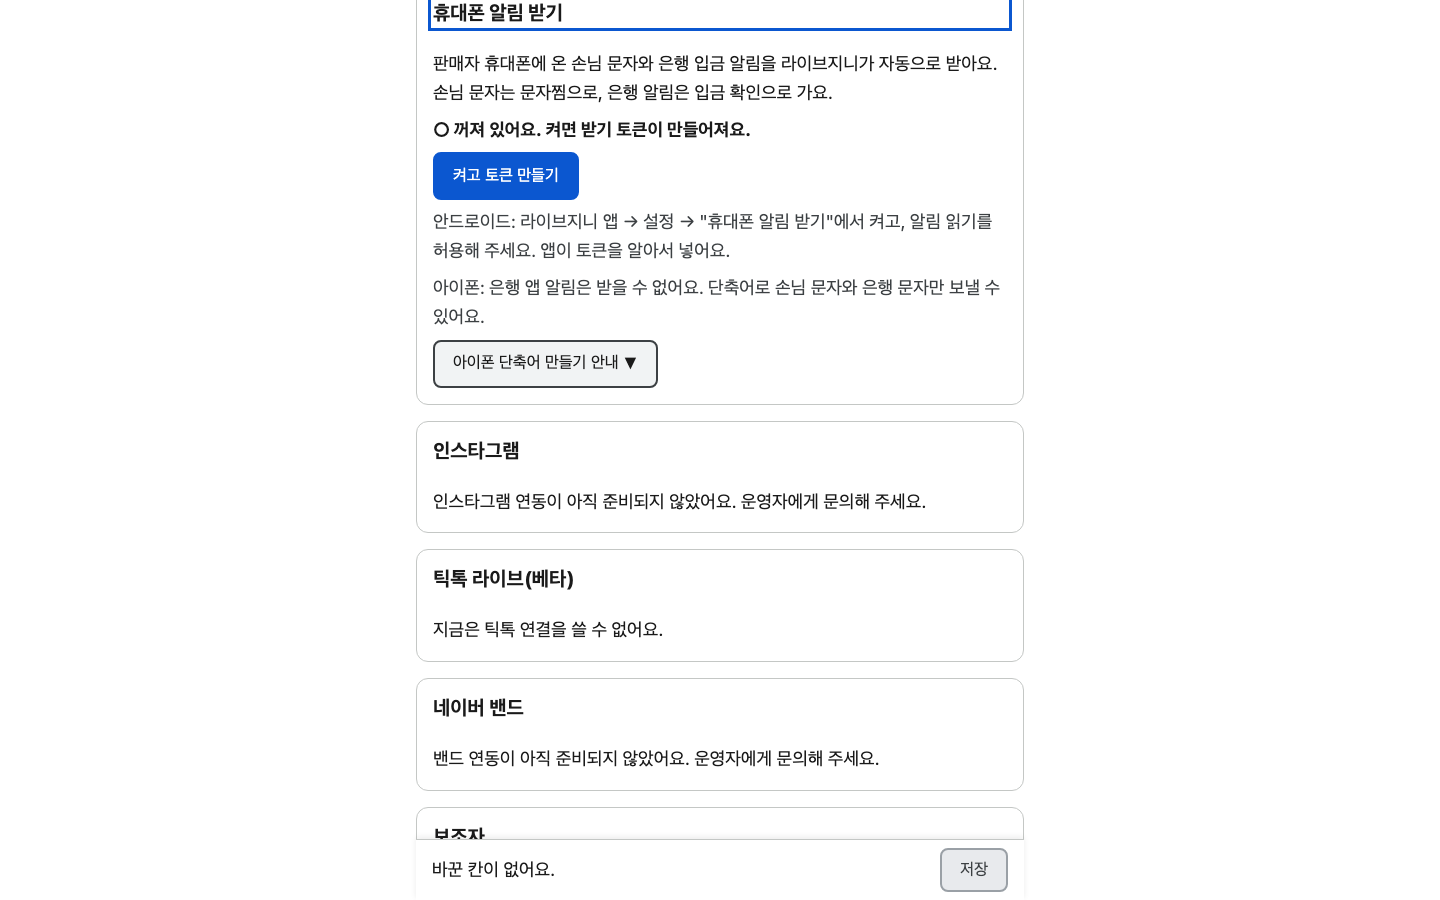 휴대폰 알림 받기
판매자 휴대폰에 온 손님 문자와 은행 입금 알림을 라이브지니가 자동으로 받아요.
손님 문자는 문자찜으로, 은행 알림은 입금 확인으로 가요.
○ 꺼져 있어요. 켜면 받기 토큰이 만들어져요.
켜고 토큰 만들기
안드로이드: 라이브지니 앱 → 설정 → "휴대폰 알림 받기"에서 켜고, 알림 읽기를
허용해 주세요. 앱이 토큰을 알아서 넣어요.
아이폰: 은행 앱 알림은 받을 수 없어요. 단축어로 손님 문자와 은행 문자만 보낼 수
있어요.
아이폰 단축어 만들기 안내 ▼
인스타그램
인스타그램 연동이 아직 준비되지 않았어요. 운영자에게 문의해 주세요.
틱톡 라이브(베타)
지금은 틱톡 연결을 쓸 수 없어요.
네이버 밴드
밴드 연동이 아직 준비되지 않았어요. 운영자에게 문의해 주세요.
보조자
바꾼 칸이 없어요.
저장